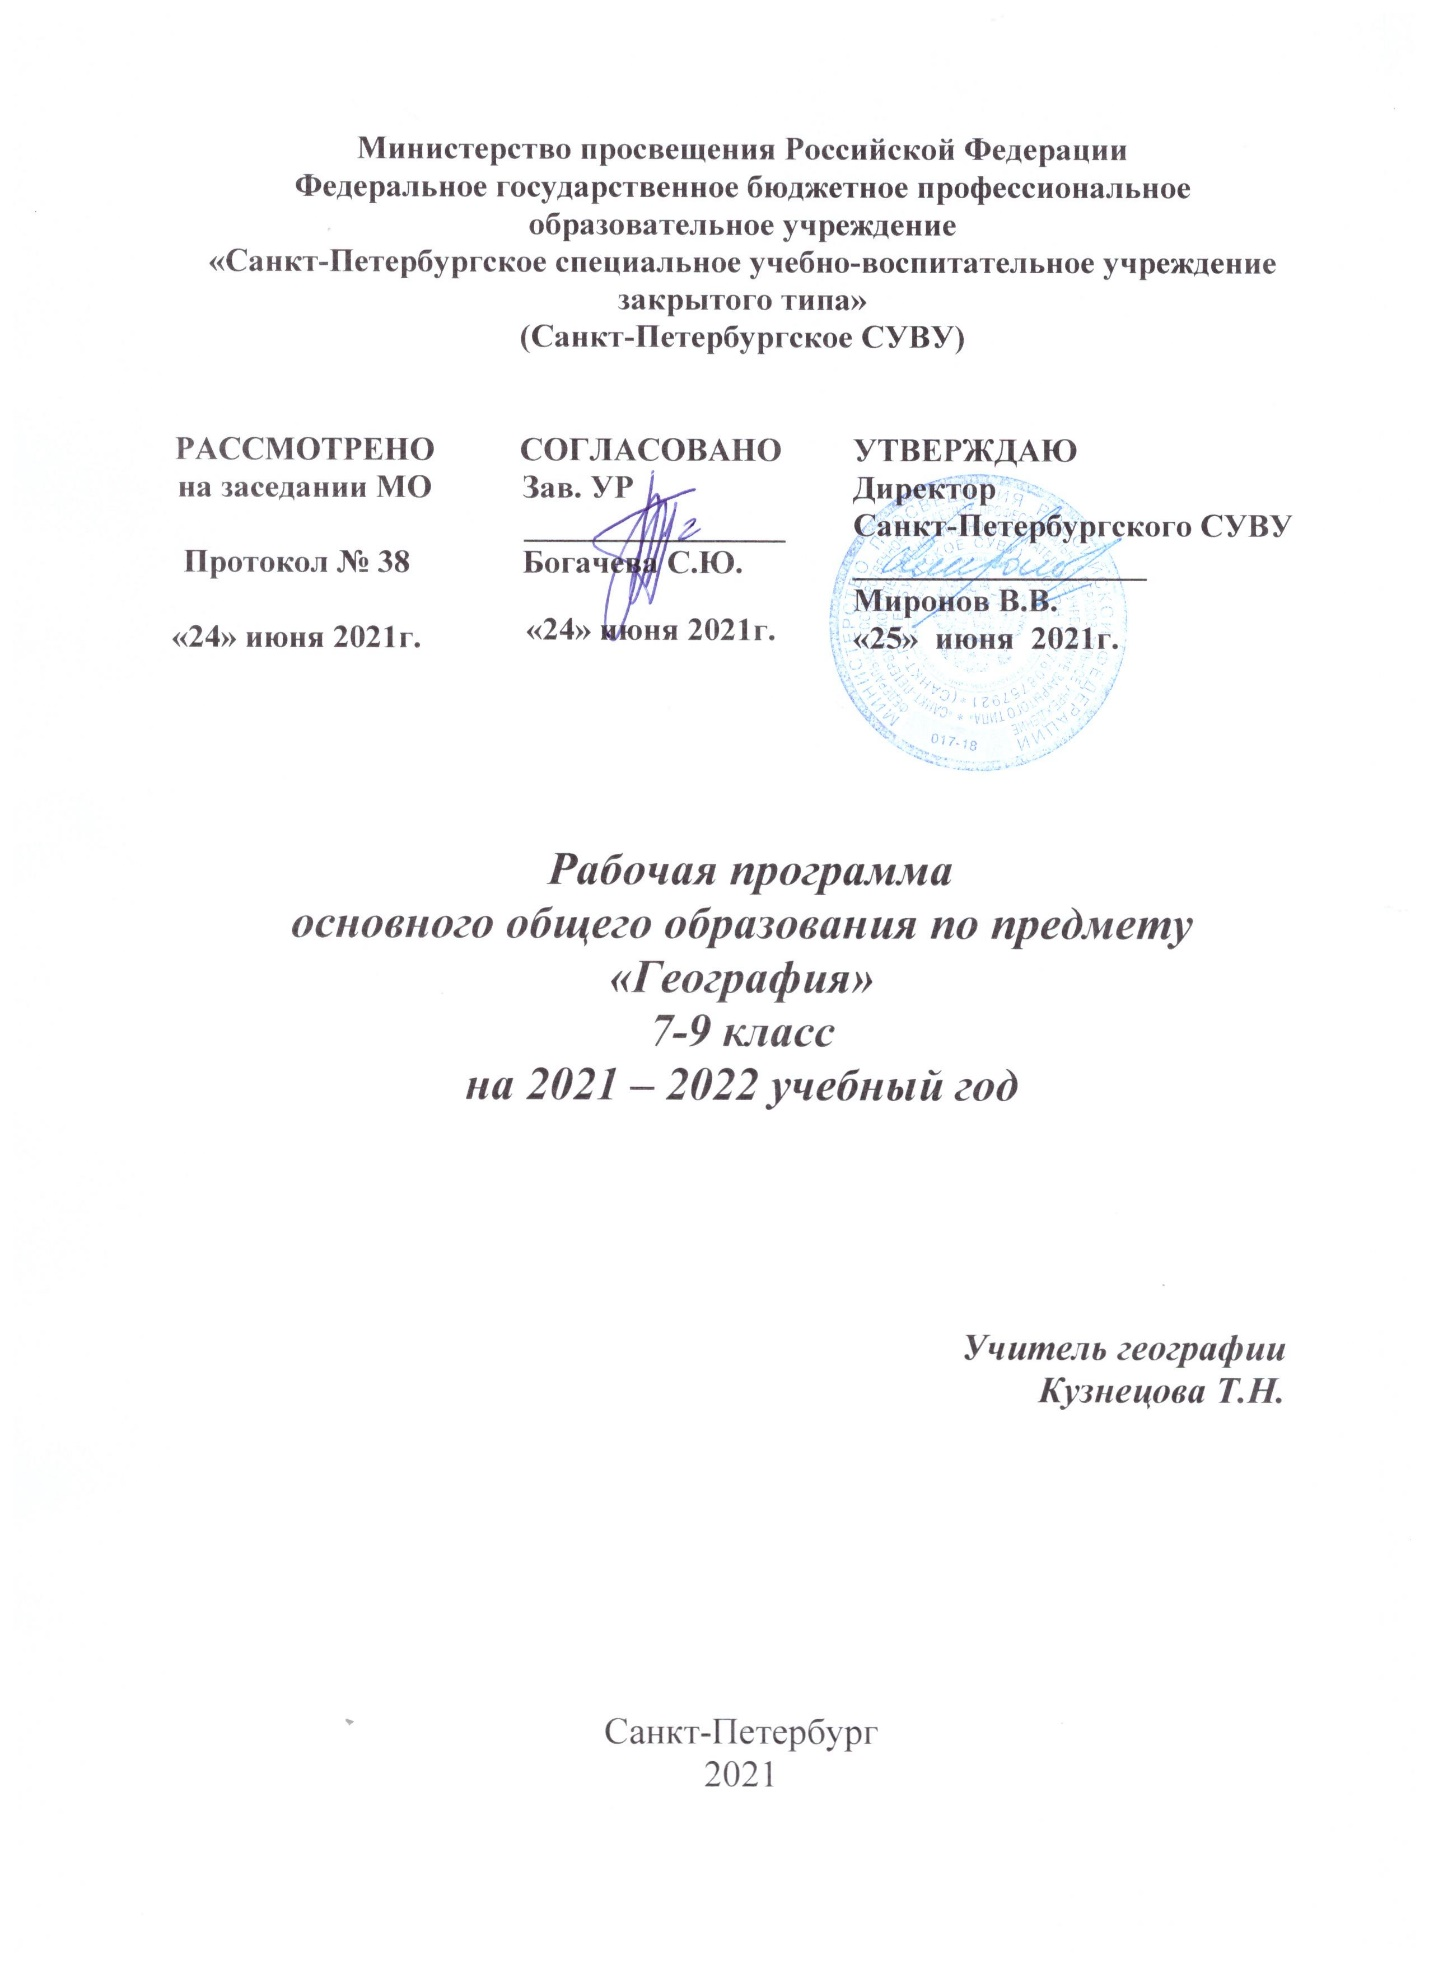 Министерство просвещения Российской Федерации
Федеральное государственное бюджетное профессиональное
образовательное учреждение
«Санкт-Петербургское специальное учебно-воспитательное учреждение
закрытого типа»
(Санкт-Петербургское СУВУ)
РАССМОТРЕНО
на заседании МО
Протокол № 38
«24» июня 2021г.
СОГЛАСОВАНО
Зав. УР
Богачева С.Ю.
«24» июня 2021г.
УТВЕРЖДАЮ
Директор
Санкт-Петербургского СУВУ
Миронов В.В.
«25» июня 2021г.
017-18
Рабочая программа
основного общего образования по предмету
«География»
7-9 класс
на 2021 – 2022 учебный год
Учитель географии
Кузнецова Т.Н.
Санкт-Петербург
2021